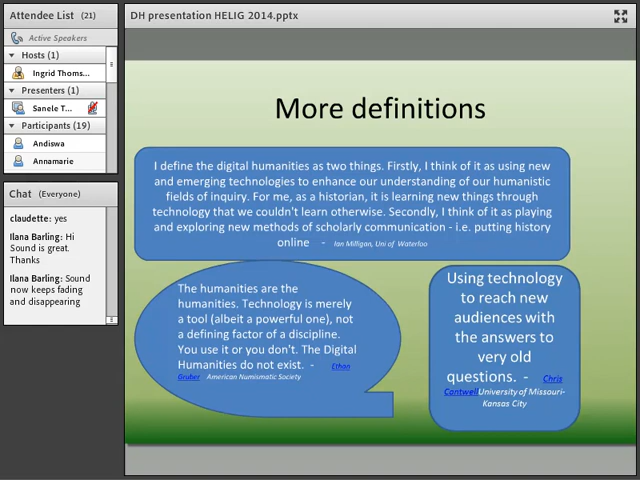 Attendee List (21)
Active Speakers
Hosts (1)
Ingrid Thoms...
Presenters (1)
Sanele T...
Participants (19)
Andiswa
Annamarie
Chat (Everyone)
claudette: yes
Ilana Barling: Hi
Sound is great.
Thanks
Ilana Barling: Sound
now keeps fading
and disappearing
DH presentation HELIG 2014.pptx
More definitions
I define the digital humanities as two things. Firstly, I think of it as using new
and emerging technologies to enhance our understanding of our humanistic
fields of inquiry. For me, as a historian, it is learning new things through
technology that we couldn't learn otherwise. Secondly, I think of it as playing
and exploring new methods of scholarly communication - i.e. putting history
online - Ian Milligan, Uni of Waterloo
The humanities are the
humanities. Technology is merely
a tool (albeit a powerful one), not
a defining factor of a discipline.
You use it or you don't. The Digital
Humanities do not exist. - Ethan
Gruber American Numismatic Society
Using technology
to reach new
audiences with
the answers to
very old
questions. - Chris
Cantwell University of Missouri-
Kansas City